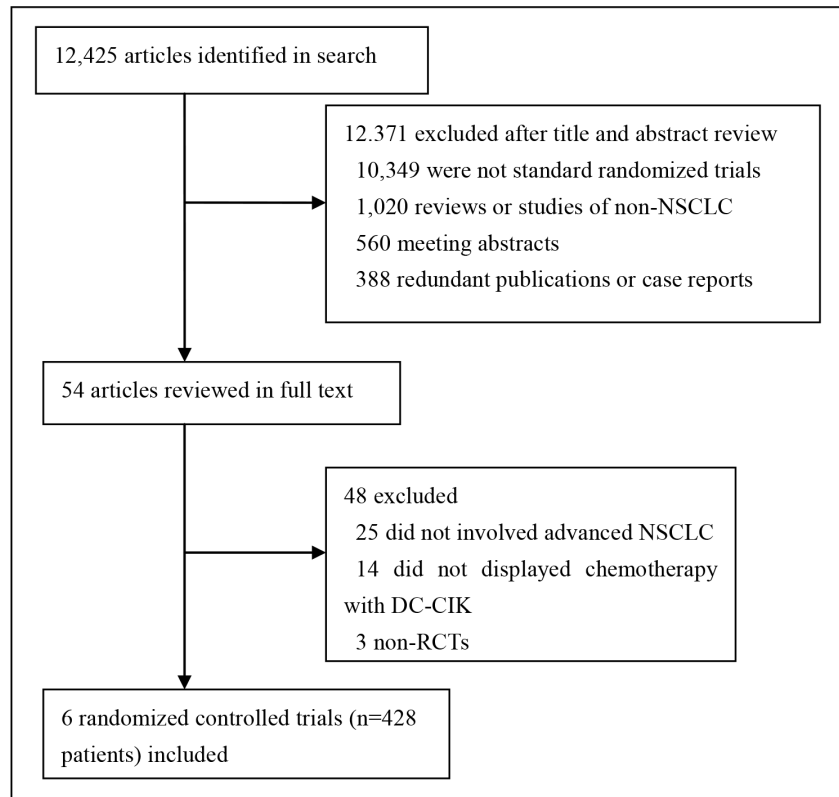 12,425 articles identified in search
12.371 excluded after title and abstract review
10,349 were not standard randomized trials
1,020 reviews or studies of non-NSCLC
560 meeting abstracts
388 redundant publications or case reports
54 articles reviewed in full text
48 excluded
25 did not involved advanced NSCLC
14 did not displayed chemotherapy
with DC-CIK
3 non-RCTs
6 randomized controlled trials (n=428
patients) included